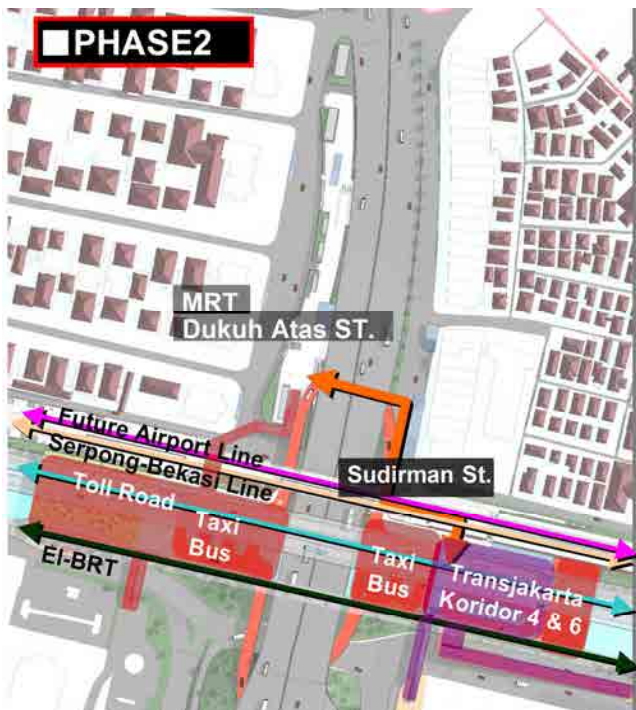 ■PHASE2
MRT
Dukuh Atas ST.
Future Airport Line
Serpong-Bekasi Line
Sudirman St.
Toll Road
Taxi
Bus
Taxi
Bus
Transjakarta
Koridor 4 & 6
El-BRT